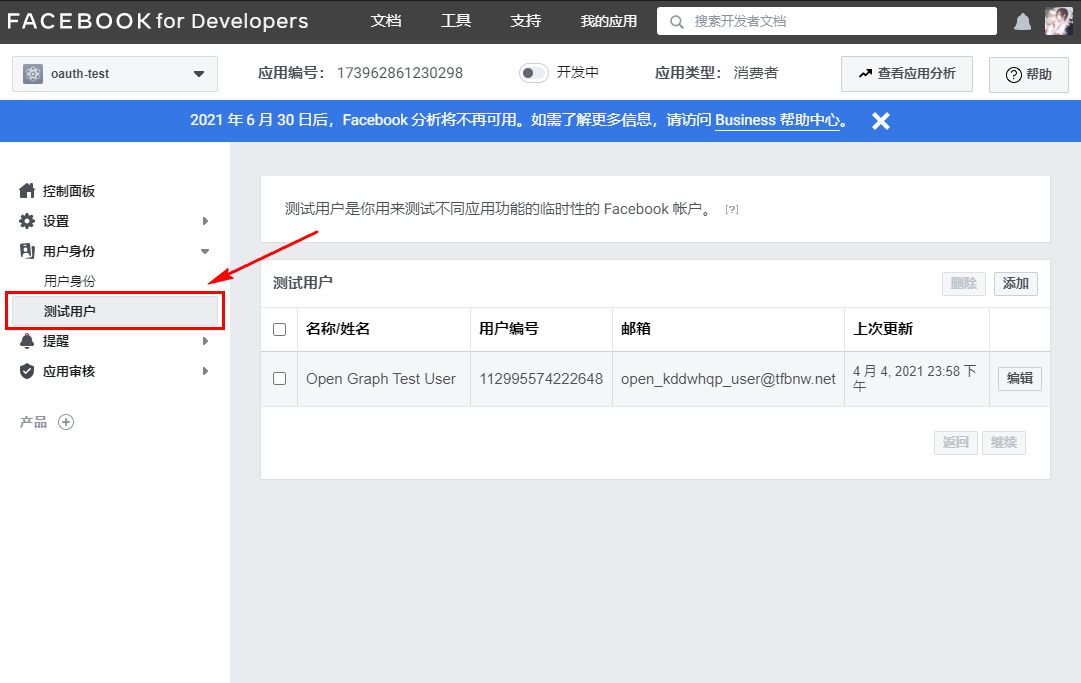 FACEBOOK for Developers 文档 工具 支持 我的应用 搜索开发者文档
oauth-test 应用编号： 173962861230298 开发中 应用类型： 消费者 查看应用分析 帮助
2021 年 6 月 30 日后，Facebook 分析将不再可用。如需了解更多信息，请访问 Business 帮助中心。
控制面板
设置
用户身份
用户身份
测试用户
提醒
应用审核
产品
测试用户是你用来测试不同应用功能的临时性的 Facebook 帐户。 [?]
测试用户 删除 添加
名称/姓名 用户编号 邮箱 上次更新
Open Graph Test User 112995574222648 open_kddwhqp_user@tfbnw.net 4 月 4, 2021 23:58 下
午 编辑
返回 继续